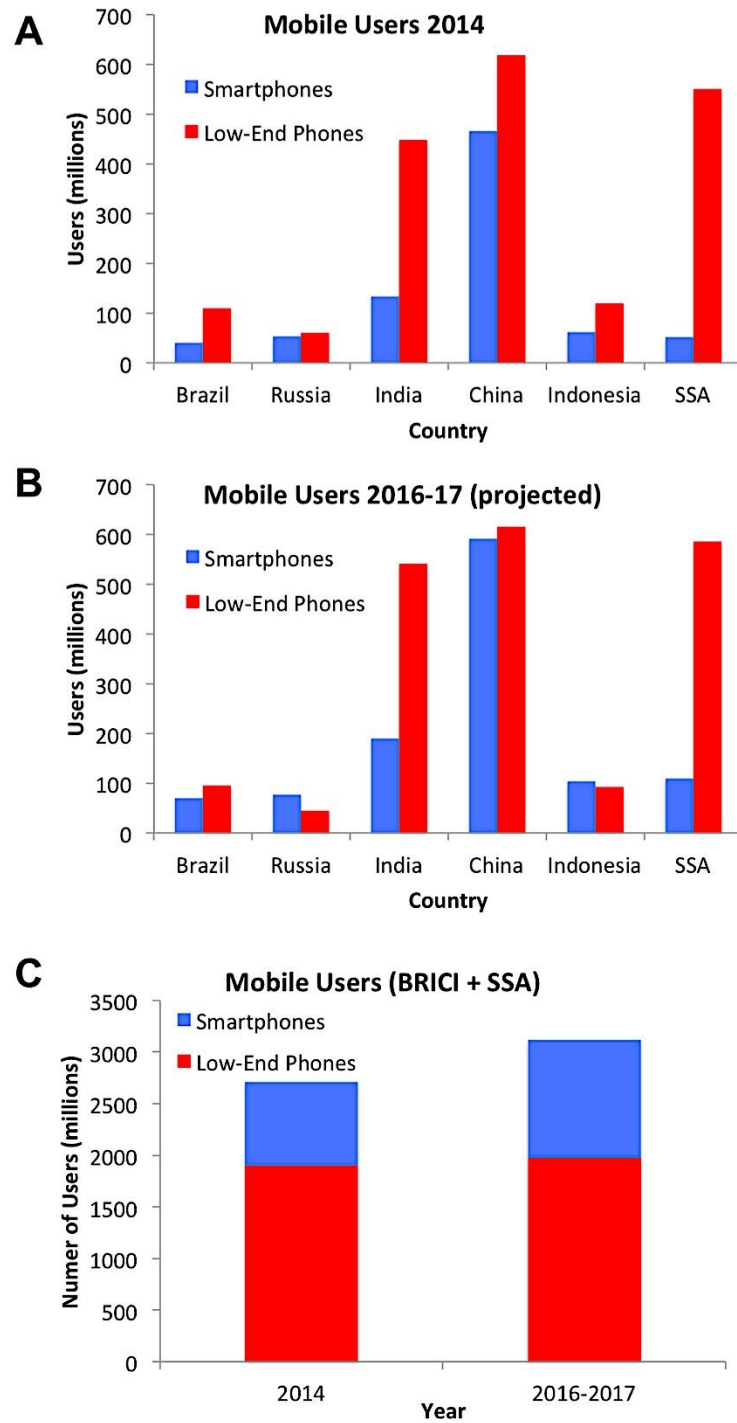 A
Mobile Users 2014
Smartphones
Low-End Phones
Users (millions)
700
600
500
400
300
200
100
0
Brazil Russia India China Indonesia SSA
Country
B
Mobile Users 2016-17 (projected)
Smartphones
Low-End Phones
Users (millions)
700
600
500
400
300
200
100
0
Brazil Russia India China Indonesia SSA
Country
C
Mobile Users (BRICI + SSA)
Smartphones
Low-End Phones
Numer of Users (millions)
3500
3000
2500
2000
1500
1000
500
0
2014 2016-2017
Year